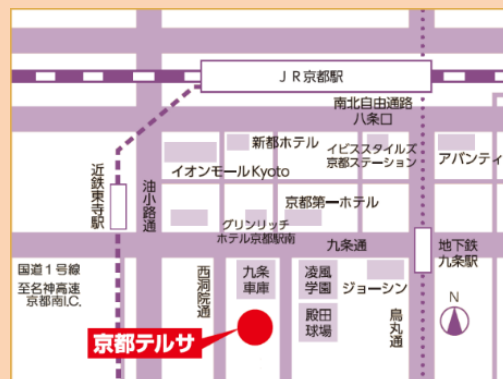 JR京都駅
南北自由通路
八条口
新都ホテル
イビススタイルズ
京都ステーション
アバンティ
イオンモールKyoto
近鉄東寺駅
油小路通
京都第一ホテル
グリンリッチ
ホテル京都駅南
九条通
地下鉄
九条駅
国道1号線
至名神高速
京都南I.C.
西洞院通
九条
車庫
凌風
学園
ジョーシン
烏丸通
N
殿田
球場
京都テルサ